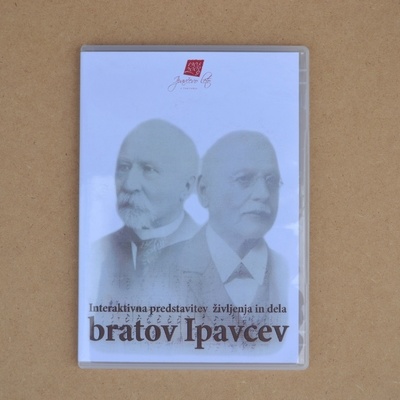 Interaktivna predstavitev življenja in dela
bratov Ipavcev